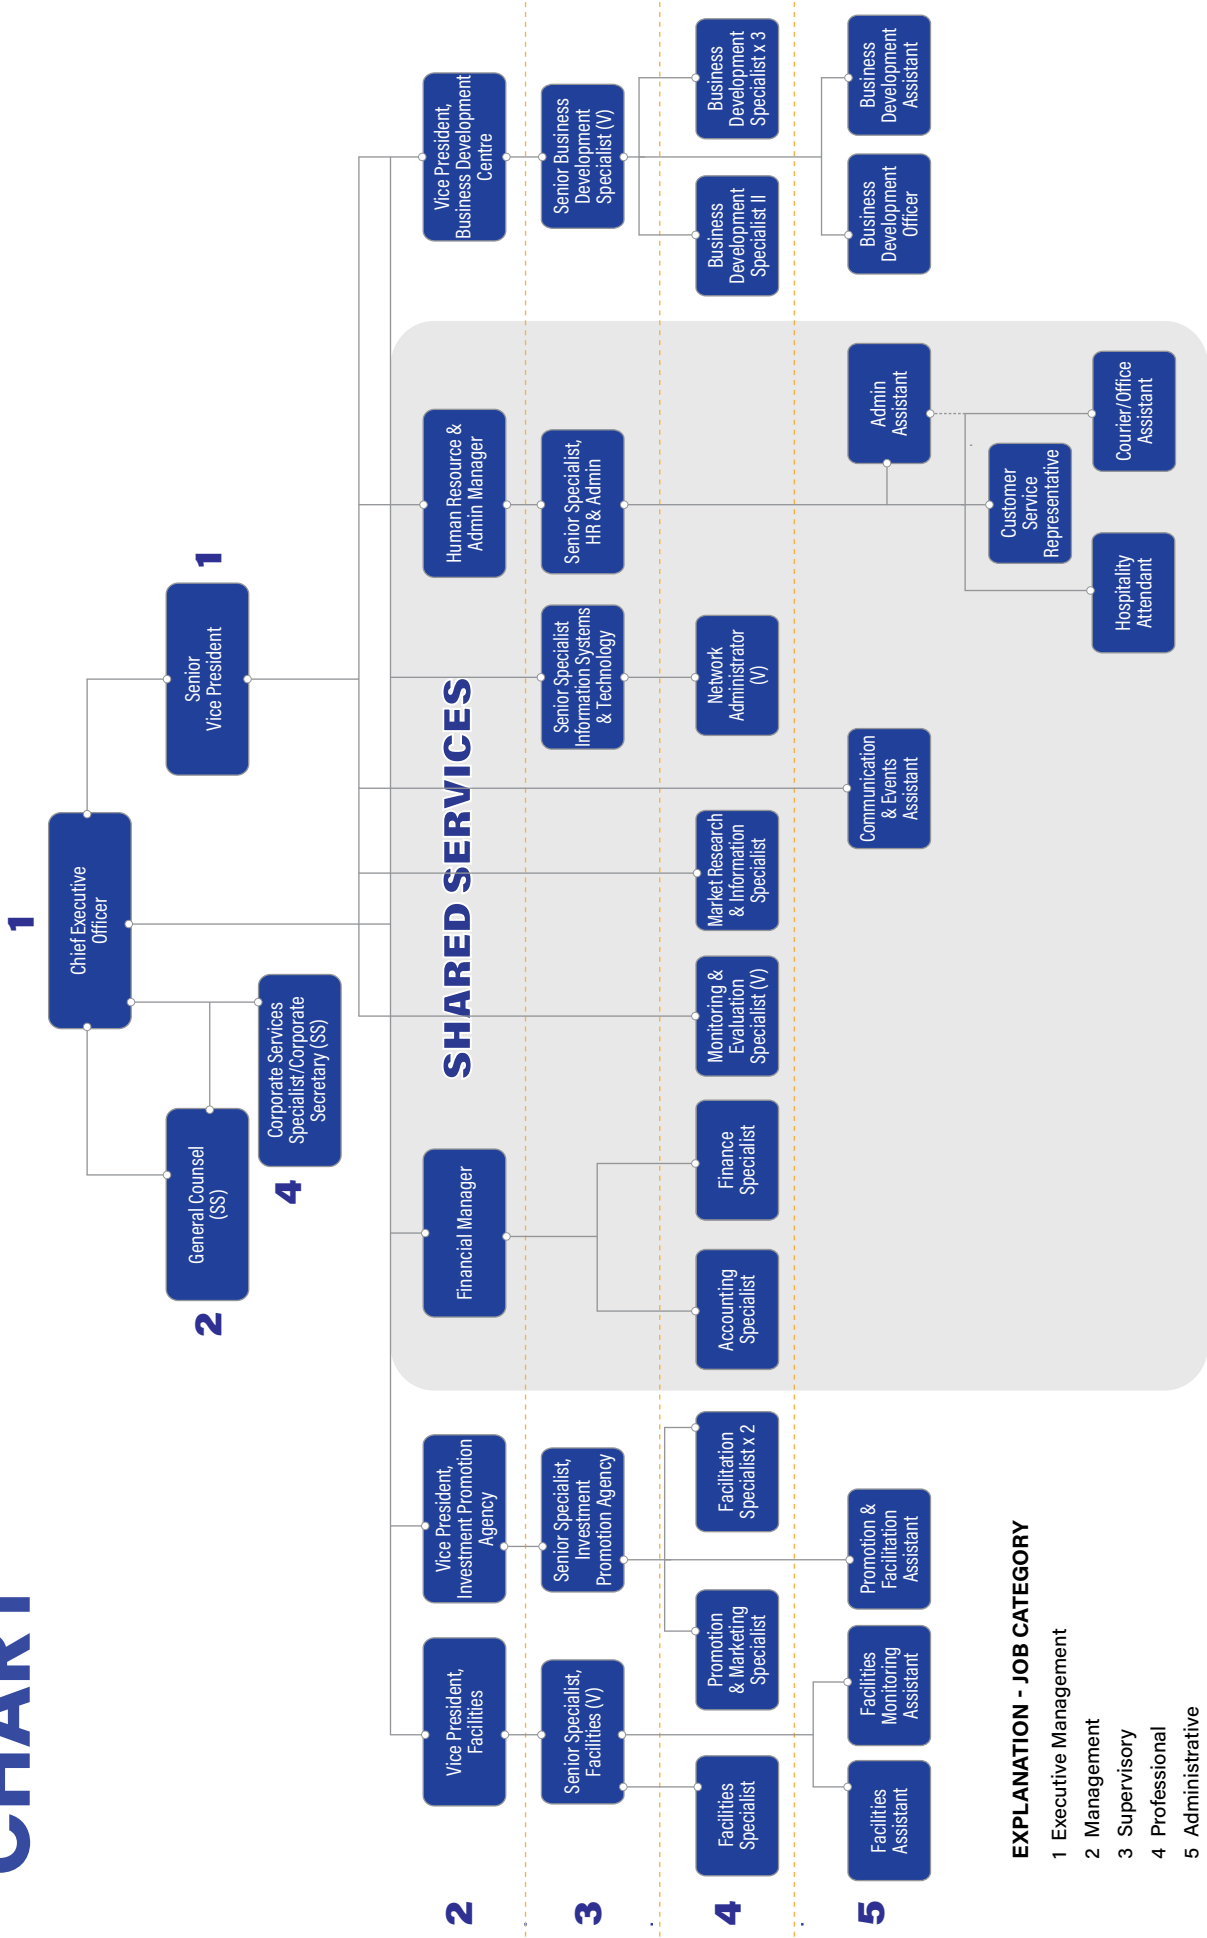 CHART
1
Chief Executive
Officer
2
General Counsel
(SS)
Senior
Vice President
1
4
Corporate Services
Specialist/Corporate
Secretary (SS)
SHARED SERVICES
2
Vice President,
Facilities
Vice President,
Investment Promotion
Agency
Financial Manager
Human Resource &
Admin Manager
Vice President,
Business Development
Centre
3
Senior Specialist,
Facilities (V)
Senior Specialist,
Investment
Promotion Agency
Senior Specialist
Information Systems
& Technology
Senior Specialist,
HR & Admin
Senior Business
Development
Specialist (V)
4
Facilities
Specialist
Promotion
& Marketing
Specialist
Facilitation
Specialist x 2
Accounting
Specialist
Finance
Specialist
Monitoring &
Evaluation
Specialist (V)
Market Research
& Information
Specialist
Network
Administrator
(V)
Business
Development
Specialist II
Business
Development
Specialist x 3
5
Facilities
Assistant
Facilities
Monitoring
Assistant
Promotion &
Facilitation
Assistant
Communication
& Events
Assistant
Admin
Assistant
Business
Development
Officer
Business
Development
Assistant
Customer
Service
Representative
Hospitality
Attendant
Courier/Office
Assistant
EXPLANATION - JOB CATEGORY
1 Executive Management
2 Management
3 Supervisory
4 Professional
5 Administrative